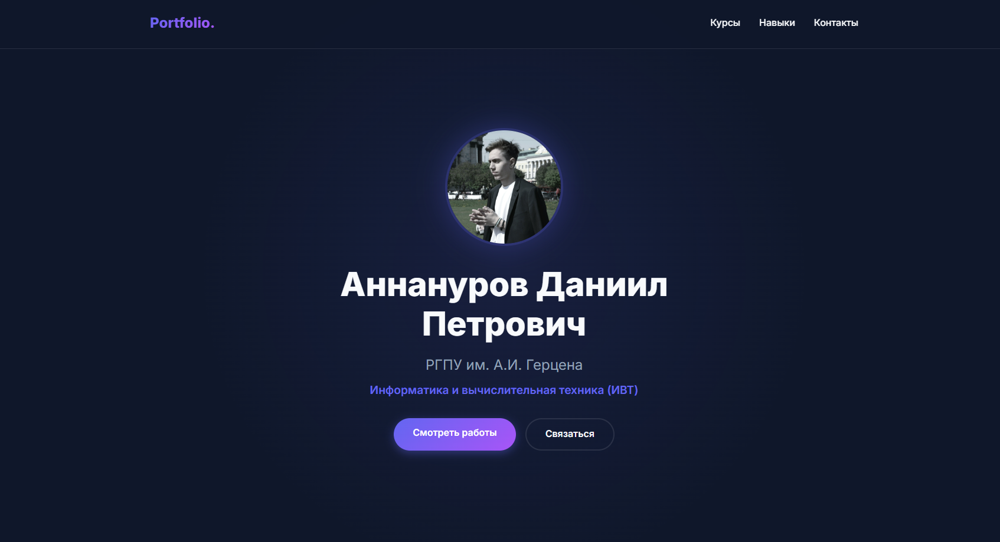 Portfolio.
Курсы
Навыки
Контакты
Аннануров Даниил
Петрович
РГПУ им. А.И. Герцена
Информатика и вычислительная техника (ИВТ)
Смотреть работы
Связаться